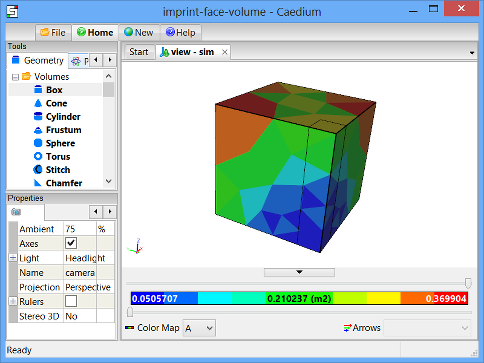 imprint-face-volume - Caedium
File
Home
New
Help
Tools
Geometry
Volumes
Box
Cone
Cylinder
Frustum
Sphere
Torus
Stitch
Chamfer
Properties
Ambient 75 %
Axes
Light Headlight
Name camera
Projection Perspective
Rulers
Stereo 3D No
Start
view - sim
0.0505707 0.210237 (m2) 0.369904
Color Map A
Arrows
Ready